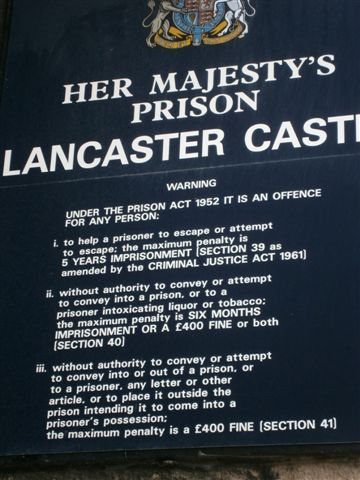 HER MAJESTY'S
PRISON
LANCASTER CAST
WARNING
UNDER THE PRISON ACT 1952 IT IS AN OFFENCE
FOR ANY PERSON:
i. to help a prisoner to escape or attempt
to escape; the maximum penalty is
5 YEARS IMPRISONMENT (SECTION 39 as
amended by the CRIMINAL JUSTICE ACT 1961)
ii. without authority to convey or attempt
to convey into a prison, or to a
prisoner intoxicating liquor or tobacco:
the maximum penalty is SIX MONTHS
IMPRISONMENT OR A £400 FINE or both
(SECTION 40)
iii. without authority to convey or attempt
to convey into or out of a prison, or
to a prisoner, any letter or other
article, or to place it outside the
prison intending it to come into a
prisoner's possession;
the maximum penalty is a £400 FINE (SECTION 41)